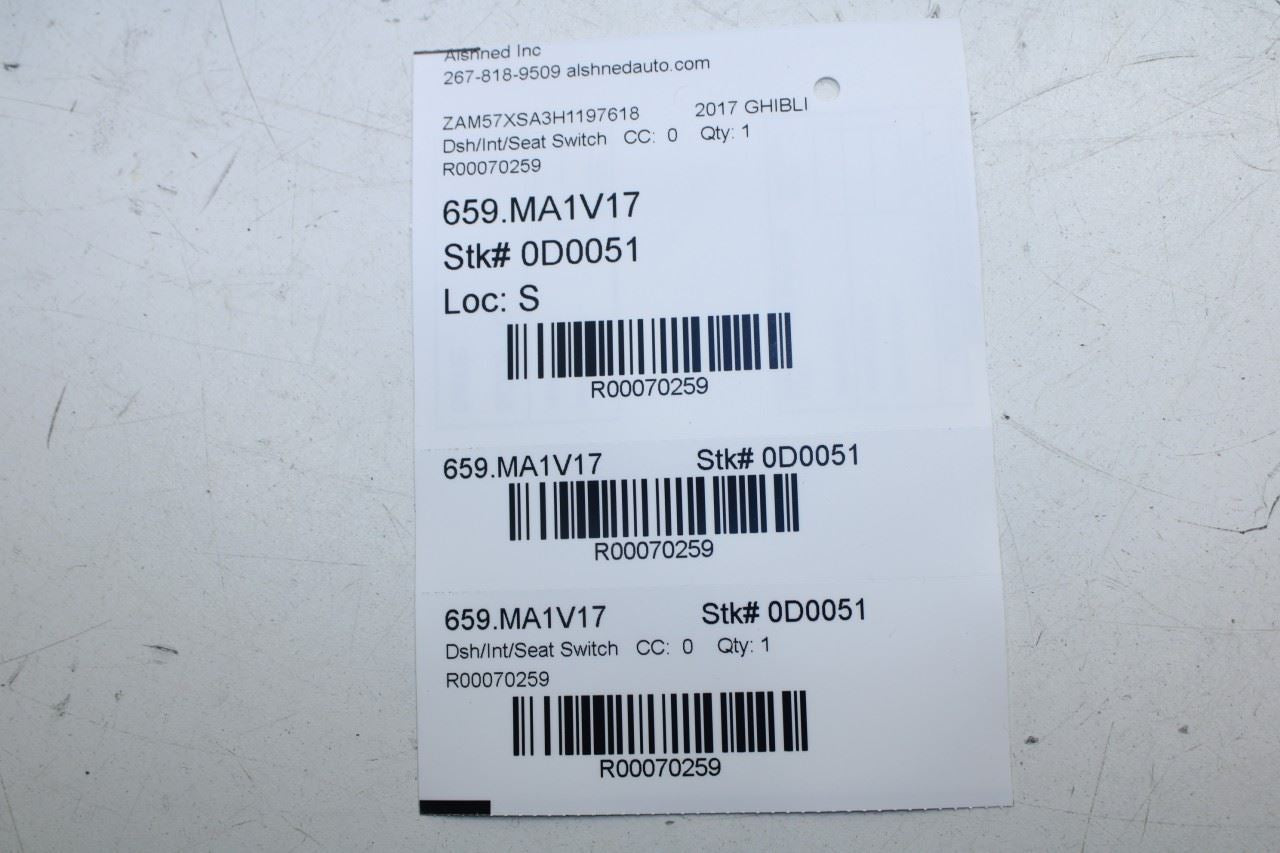 Alshned Inc
267-818-9509 alshnedauto.com
ZAM57XSA3H1197618 2017 GHIBLI
Dsh/Int/Seat Switch CC: 0 Qty: 1
R00070259
659.MA1V17
Stk# 0D0051
Loc: S
R00070259
659.MA1V17 Stk# 0D0051
R00070259
659.MA1V17 Stk# 0D0051
Dsh/Int/Seat Switch CC: 0 Qty: 1
R00070259
R00070259